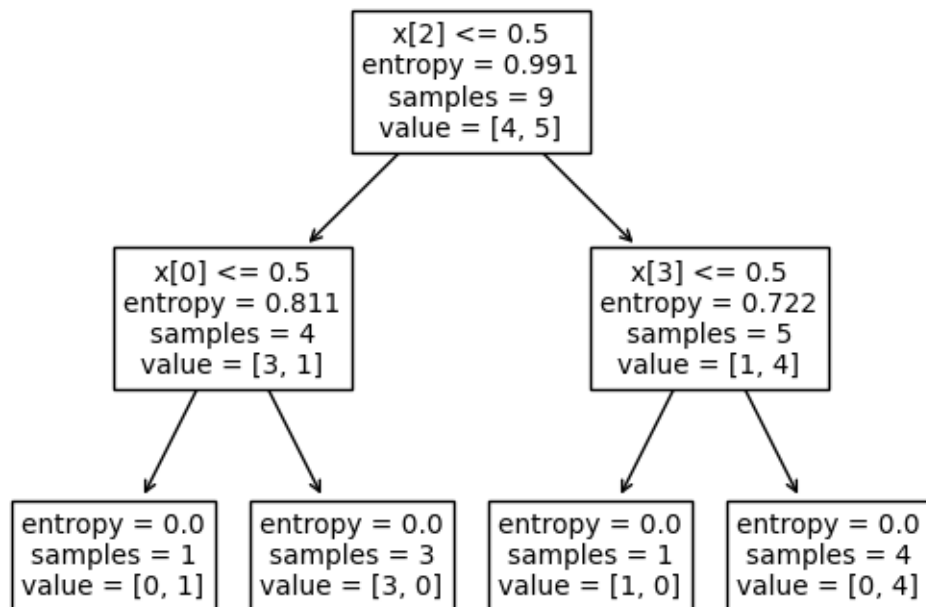 x[2] <= 0.5
entropy = 0.991
samples = 9
value = [4, 5]
x[0] <= 0.5
entropy = 0.811
samples = 4
value = [3, 1]
x[3] <= 0.5
entropy = 0.722
samples = 5
value = [1, 4]
entropy = 0.0
samples = 1
value = [0, 1]
entropy = 0.0
samples = 3
value = [3, 0]
entropy = 0.0
samples = 1
value = [1, 0]
entropy = 0.0
samples = 4
value = [0, 4]